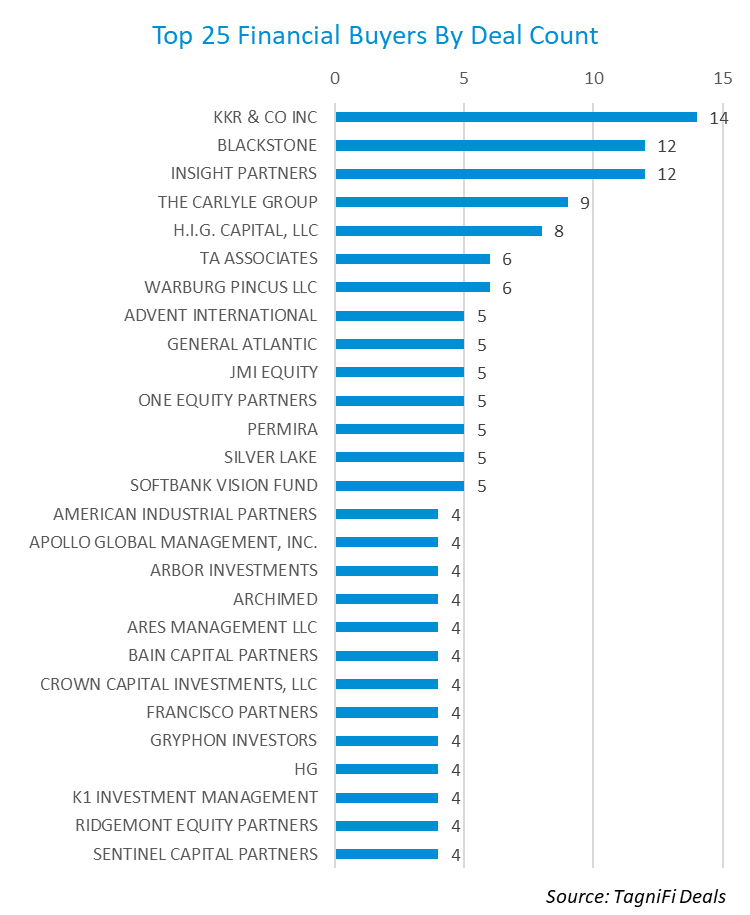 Top 25 Financial Buyers By Deal Count
0 5 10 15
KKR & CO INC 14
BLACKSTONE 12
INSIGHT PARTNERS 12
THE CARLYLE GROUP 9
H.I.G. CAPITAL, LLC 8
TA ASSOCIATES 6
WARBURG PINCUS LLC 6
ADVENT INTERNATIONAL 5
GENERAL ATLANTIC 5
JMI EQUITY 5
ONE EQUITY PARTNERS 5
PERMIRA 5
SILVER LAKE 5
SOFTBANK VISION FUND 5
AMERICAN INDUSTRIAL PARTNERS 4
APOLLO GLOBAL MANAGEMENT, INC. 4
ARBOR INVESTMENTS 4
ARCHIMED 4
ARES MANAGEMENT LLC 4
BAIN CAPITAL PARTNERS 4
CROWN CAPITAL INVESTMENTS, LLC 4
FRANCISCO PARTNERS 4
GRYPHON INVESTORS 4
HG 4
K1 INVESTMENT MANAGEMENT 4
RIDGEMONT EQUITY PARTNERS 4
SENTINEL CAPITAL PARTNERS 4
Source: TagniFi Deals